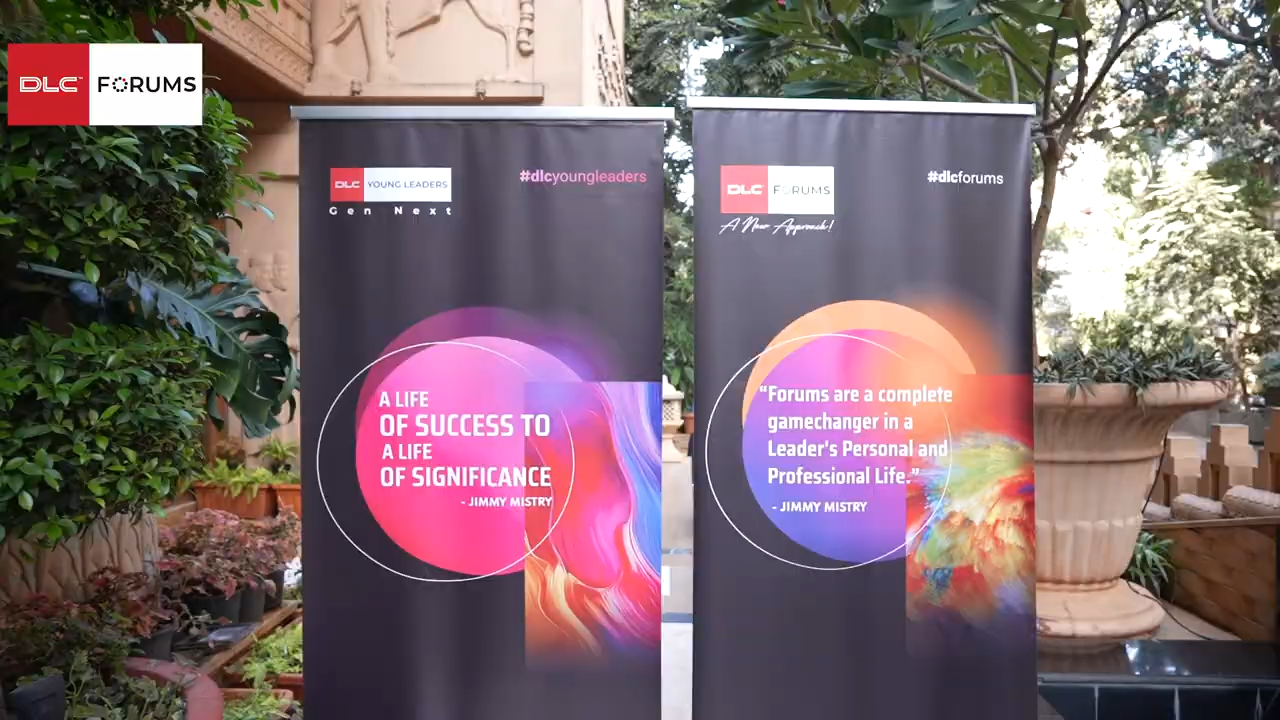 DLC FORUMS
DLC YOUNG LEADERS
Gen Next
#dlcyoungleaders
A LIFE
OF SUCCESS TO
A LIFE
OF SIGNIFICANCE
- JIMMY MISTRY
DLC FORUMS
A New Approach!
#dlcforums
“Forums are a complete
gamechanger in a
Leader's Personal and
Professional Life.”
- JIMMY MISTRY